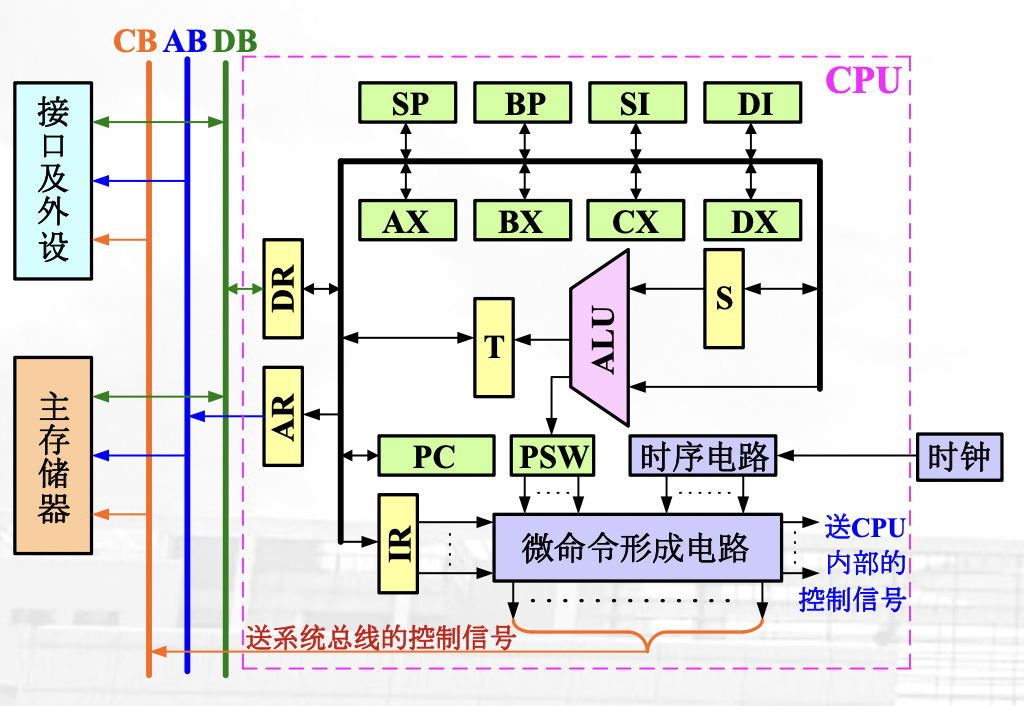 CB AB DB
CPU
接口及外设
主存储器
SP BP SI DI
AX BX CX DX
DR
AR
S
T
ALU
PC
PSW
时序电路
时钟
IR
微命令形成电路
送CPU
内部的
控制信号
送系统总线的控制信号